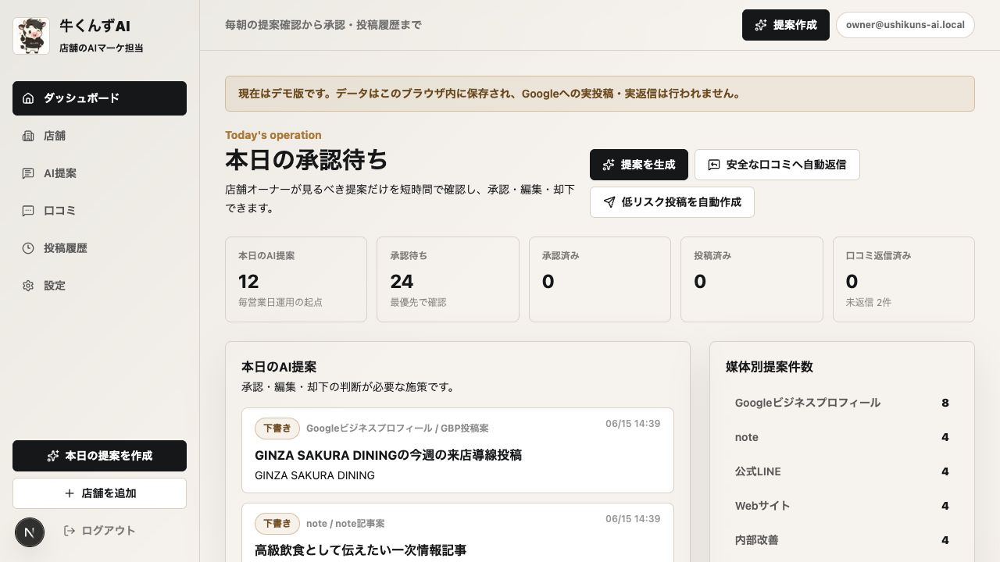 牛くんずAI
店舗のAIマーケ担当
ダッシュボード
店舗
AI提案
口コミ
投稿履歴
設定
本日の提案を作成
店舗を追加
N
ログアウト
毎朝の提案確認から承認・投稿履歴まで
提案作成
owner@ushikuns-ai.local
現在はデモ版です。データはこのブラウザ内に保存され、Googleへの実投稿・実返信は行われません。
Today's operation
本日の承認待ち
店舗オーナーが見るべき提案だけを短時間で確認し、承認・編集・却下
できます。
提案を生成
安全な口コミへ自動返信
低リスク投稿を自動作成
本日のAI提案
12
毎営業日運用の起点
承認待ち
24
最優先で確認
承認済み
0
投稿済み
0
口コミ返信済み
0
未返信 2件
本日のAI提案
承認・編集・却下の判断が必要な施策です。
下書き Googleビジネスプロフィール / GBP投稿案 06/15 14:39
GINZA SAKURA DININGの今週の来店導線投稿
GINZA SAKURA DINING
下書き note / note記事案 06/15 14:39
高級飲食として伝えたい一次情報記事
媒体別提案件数
Googleビジネスプロフィール 8
note 4
公式LINE 4
Webサイト 4
内部改善 4